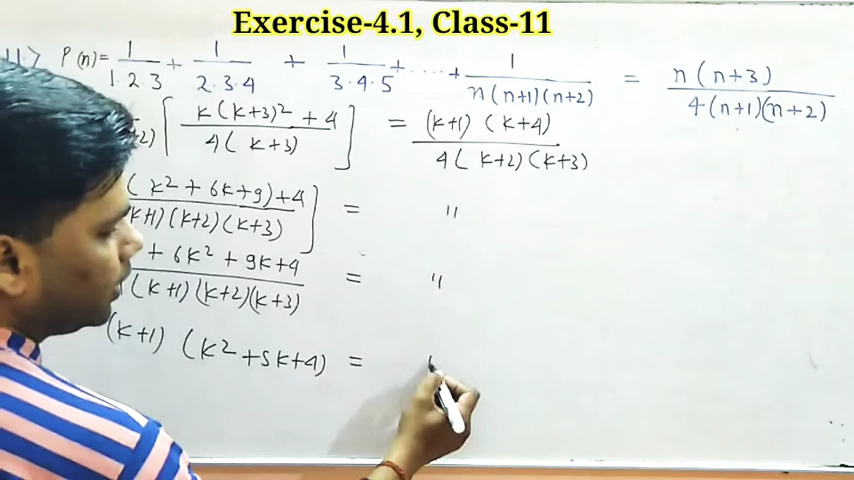 Exercise-4.1, Class-11
11.> P(n)= 1/1·2·3 + 1/2·3·4 + 1/3·4·5 + ..... + 1/n(n+1)(n+2) = n(n+3)/4(n+1)(n+2)
+2) [ k(k+3)² + 4 / 4(k+3) ] = (k+1)(k+4)/4(k+2)(k+3)
(k² + 6k+9)+4 / k+1)(k+2)(k+3) ] = "
+ 6k² + 9k+4 / (k+1)(k+2)(k+3) = "
(k+1) (k²+5k+4) =